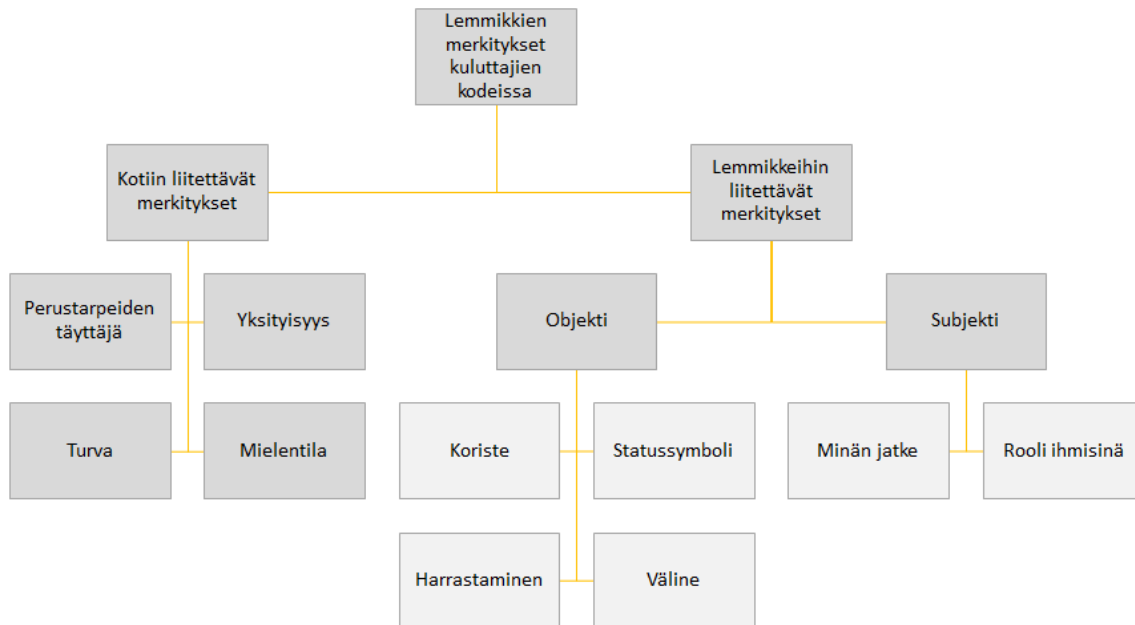 Lemmikkien
merkitykset
kuluttajien
kodeissa
Kotiin liitettävät
merkitykset
Lemmikkeihin
liitettävät
merkitykset
Perustarpeiden
täyttäjä
Yksityisyys
Objekti
Subjekti
Turva
Mielentila
Koriste
Statussymboli
Minän jatke
Rooli ihmisinä
Harrastaminen
Väline